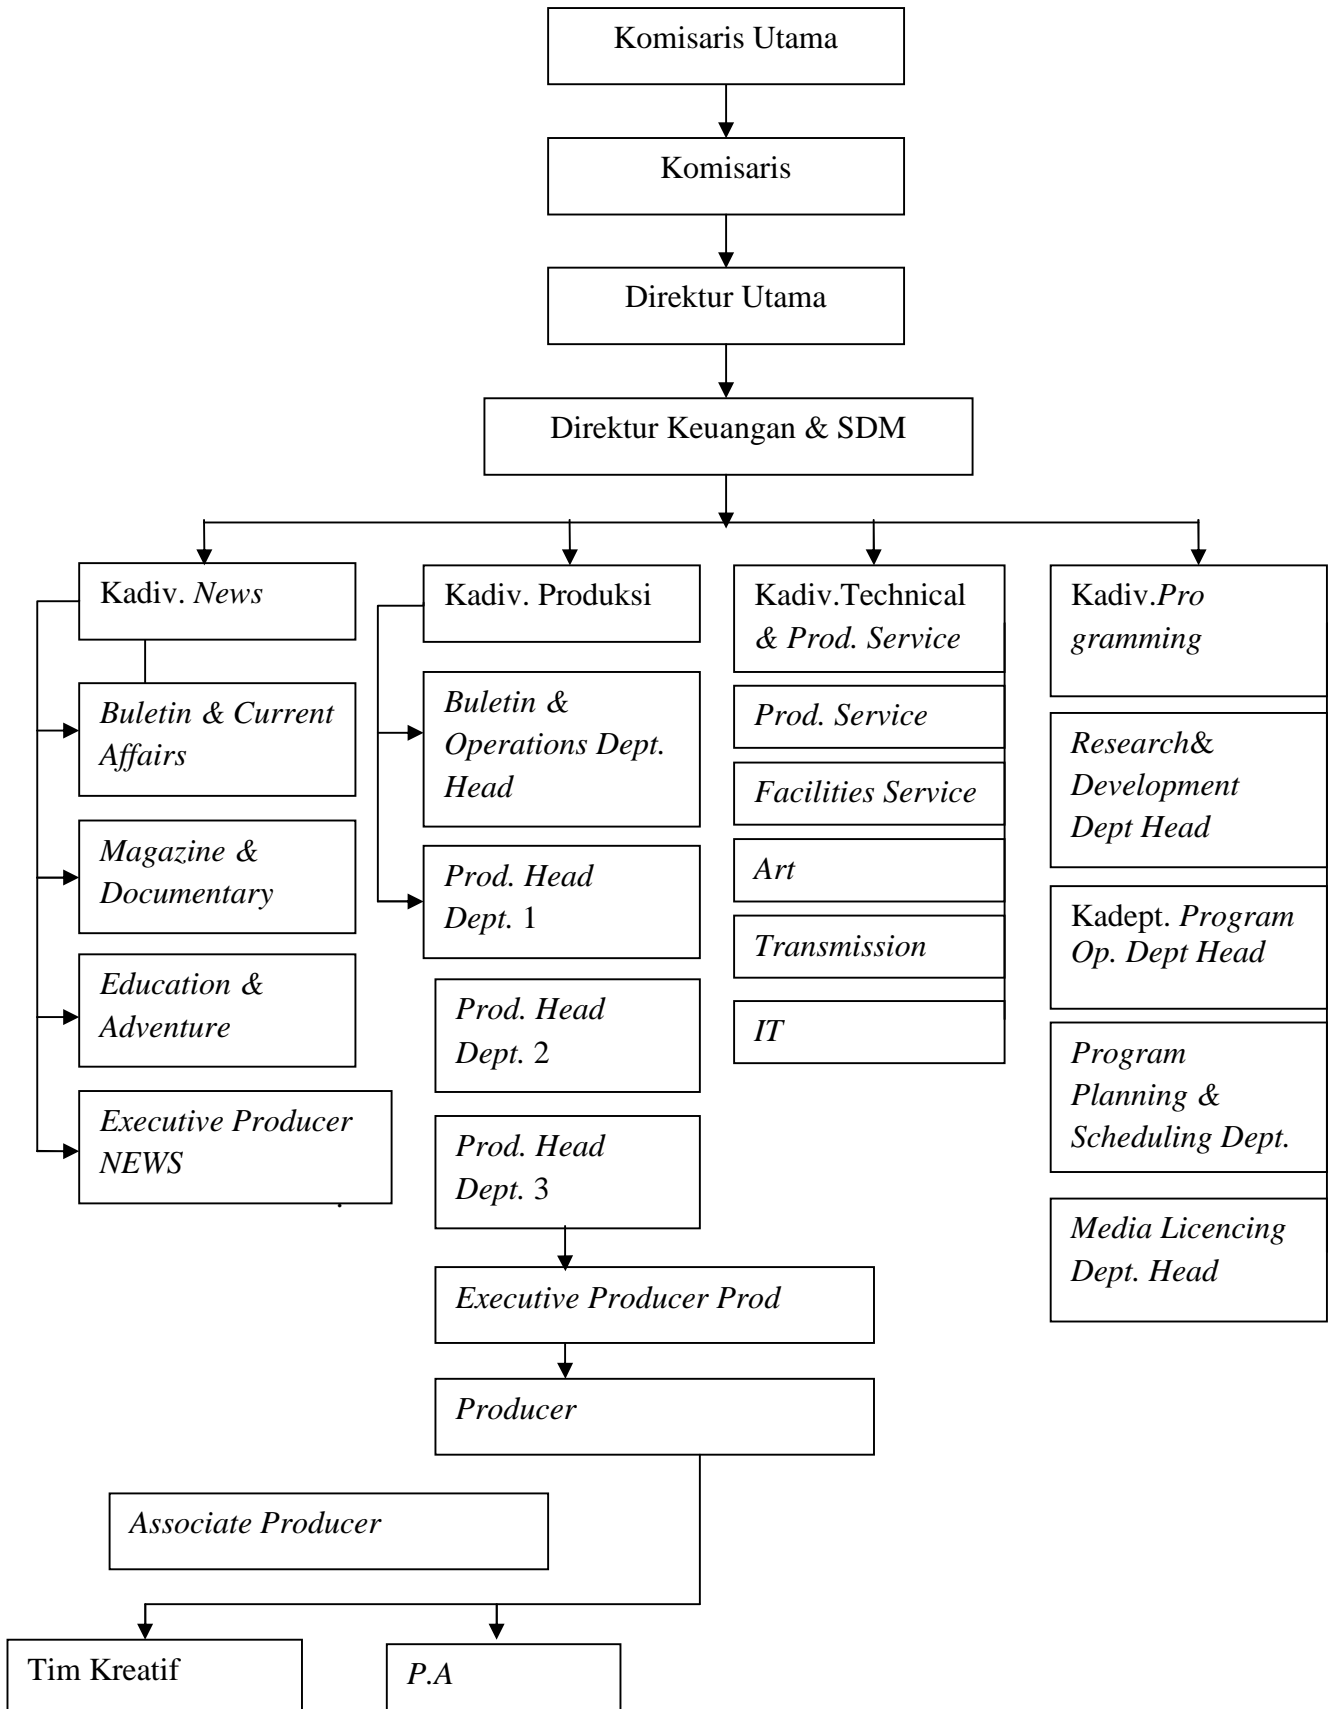 Komisaris Utama
Komisaris
Direktur Utama
Direktur Keuangan & SDM
Kadiv. News
Buletin & Current
Affairs
Magazine &
Documentary
Education &
Adventure
Executive Producer
NEWS
.
Kadiv. Produksi
Buletin &
Operations Dept.
Head
Prod. Head
Dept. 1
Prod. Head
Dept. 2
Prod. Head
Dept. 3
Executive Producer Prod
Producer
Kadiv.Technical
& Prod. Service
Prod. Service
Facilities Service
Art
Transmission
IT
Kadiv.Pro
gramming
Research&
Development
Dept Head
Kadept. Program
Op. Dept Head
Program
Planning &
Scheduling Dept.
Media Licencing
Dept. Head
Associate Producer
Tim Kreatif
P.A